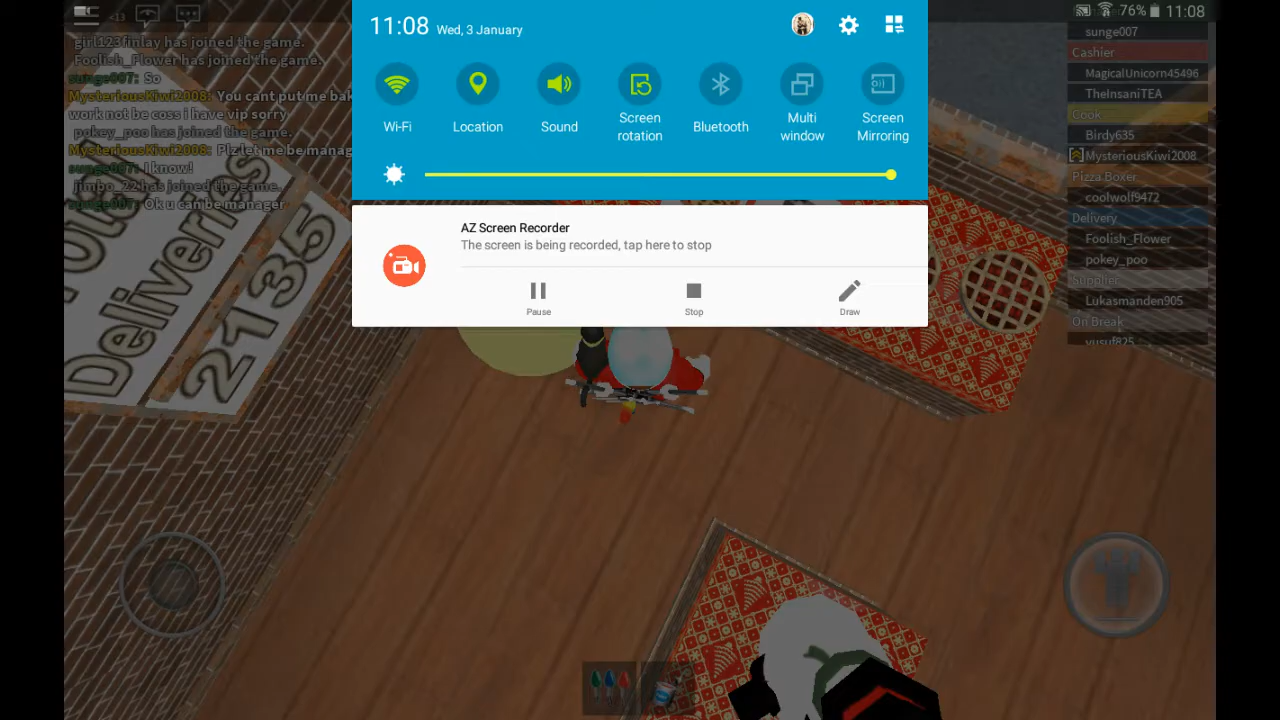 11:08 Wed, 3 January
Wi-Fi
Location
Sound
Screen
rotation
Bluetooth
Multi
window
Screen
Mirroring
AZ Screen Recorder
The screen is being recorded, tap here to stop
Pause
Stop
Draw
girl123finlay has joined the game.
Foolish_Flower has joined the game.
sunge007: So
MysteriousKiwi2008: You cant put me bak
work not be coss i have vip sorry
pokey_poo has joined the game.
MysteriousKiwi2008: Plz let me be manag
sunge007: I know!
jimbo_22 has joined the game.
sunge007: Ok u can be manager
Deliveries
21135
76% 11:08
sunge007
Cashier
MagicalUnicorn45496
TheInsaniTEA
Cook
Birdy635
MysteriousKiwi2008
Pizza Boxer
coolwolf9472
Delivery
Foolish_Flower
pokey_poo
Supplier
Lukasmanden905
On Break
yusuf825